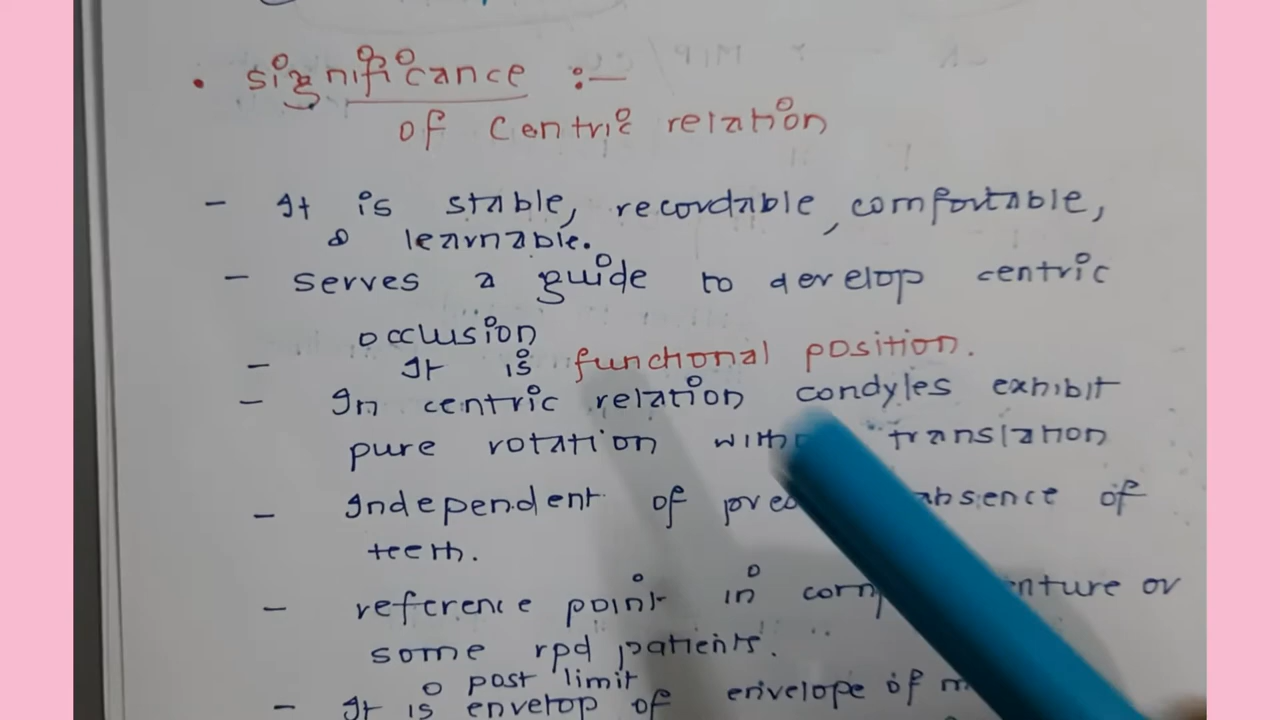 • significance :—
of centric relation
- It is stable, recordable, comfortable,
& learnable.
- serves a guide to develop centric
occlusion
- It is functional position.
- In centric relation condyles exhibit
pure rotation translation
- Independent of absence of
teeth.
- reference point in or
some rpd patients.
post limit
- It is envelop of envelope of